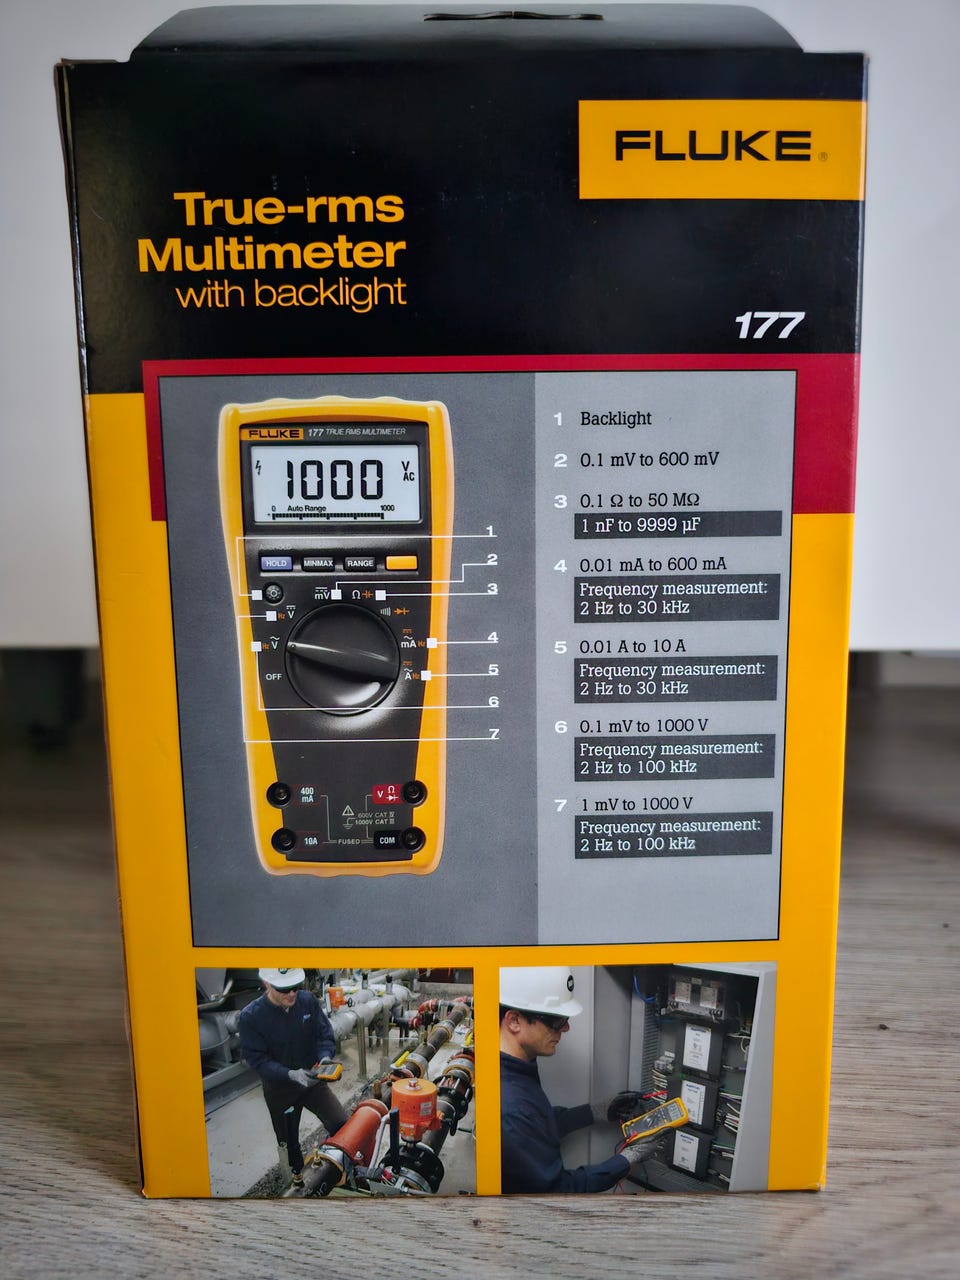 FLUKE®
True-rms
Multimeter
with backlight
177
FLUKE 177 TRUE RMS MULTIMETER
1000 V AC
0 Auto Range 1000
HOLD MINMAX RANGE
mV Ω
Hz V
Hz V
mA Hz
A Hz
OFF
400
mA
V Ω
600V CAT IV
1000V CAT III
10A FUSED COM
1
2
3
4
5
6
7
1 Backlight
2 0.1 mV to 600 mV
3 0.1 Ω to 50 MΩ
1 nF to 9999 µF
4 0.01 mA to 600 mA
Frequency measurement:
2 Hz to 30 kHz
5 0.01 A to 10 A
Frequency measurement:
2 Hz to 30 kHz
6 0.1 mV to 1000 V
Frequency measurement:
2 Hz to 100 kHz
7 1 mV to 1000 V
Frequency measurement:
2 Hz to 100 kHz